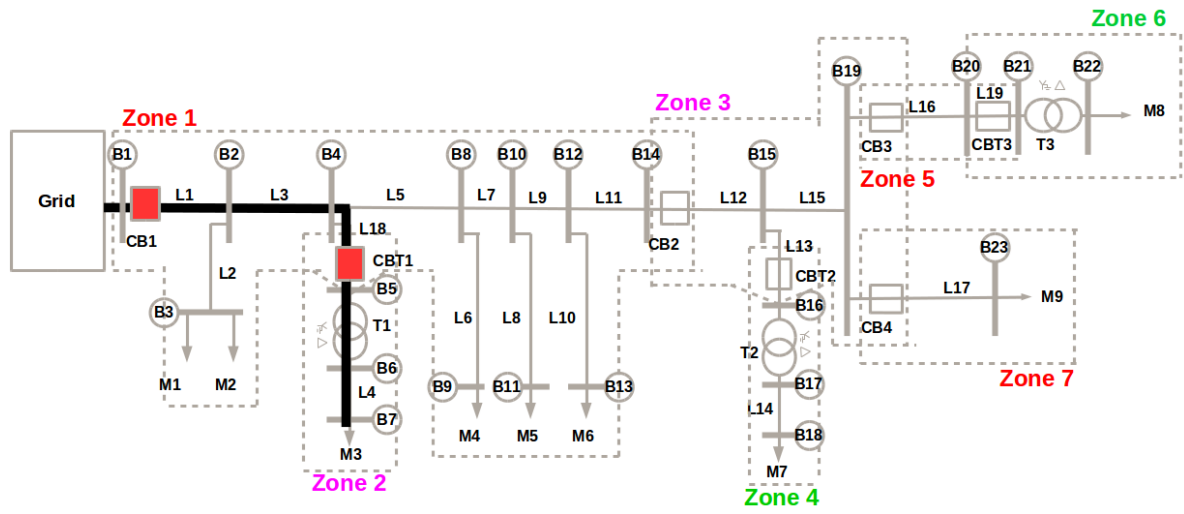 Zone 6
B19
B20
B21
B22
Zone 3
Zone 1
L19
L16
M8
B1
B2
B4
B8
B10
B12
B14
B15
CBT3
T3
CB3
Zone 5
Grid
L1
L3
L5
L7
L9
L11
L12
L15
L18
CB1
CB2
L13
B23
L2
CBT1
CBT2
B5
L17
M9
B3
B16
CB4
T1
L6
L8
L10
T2
B6
Zone 7
M1
M2
L4
B9
B11
B13
B17
B7
L14
M3
M4
M5
M6
B18
M7
Zone 2
Zone 4